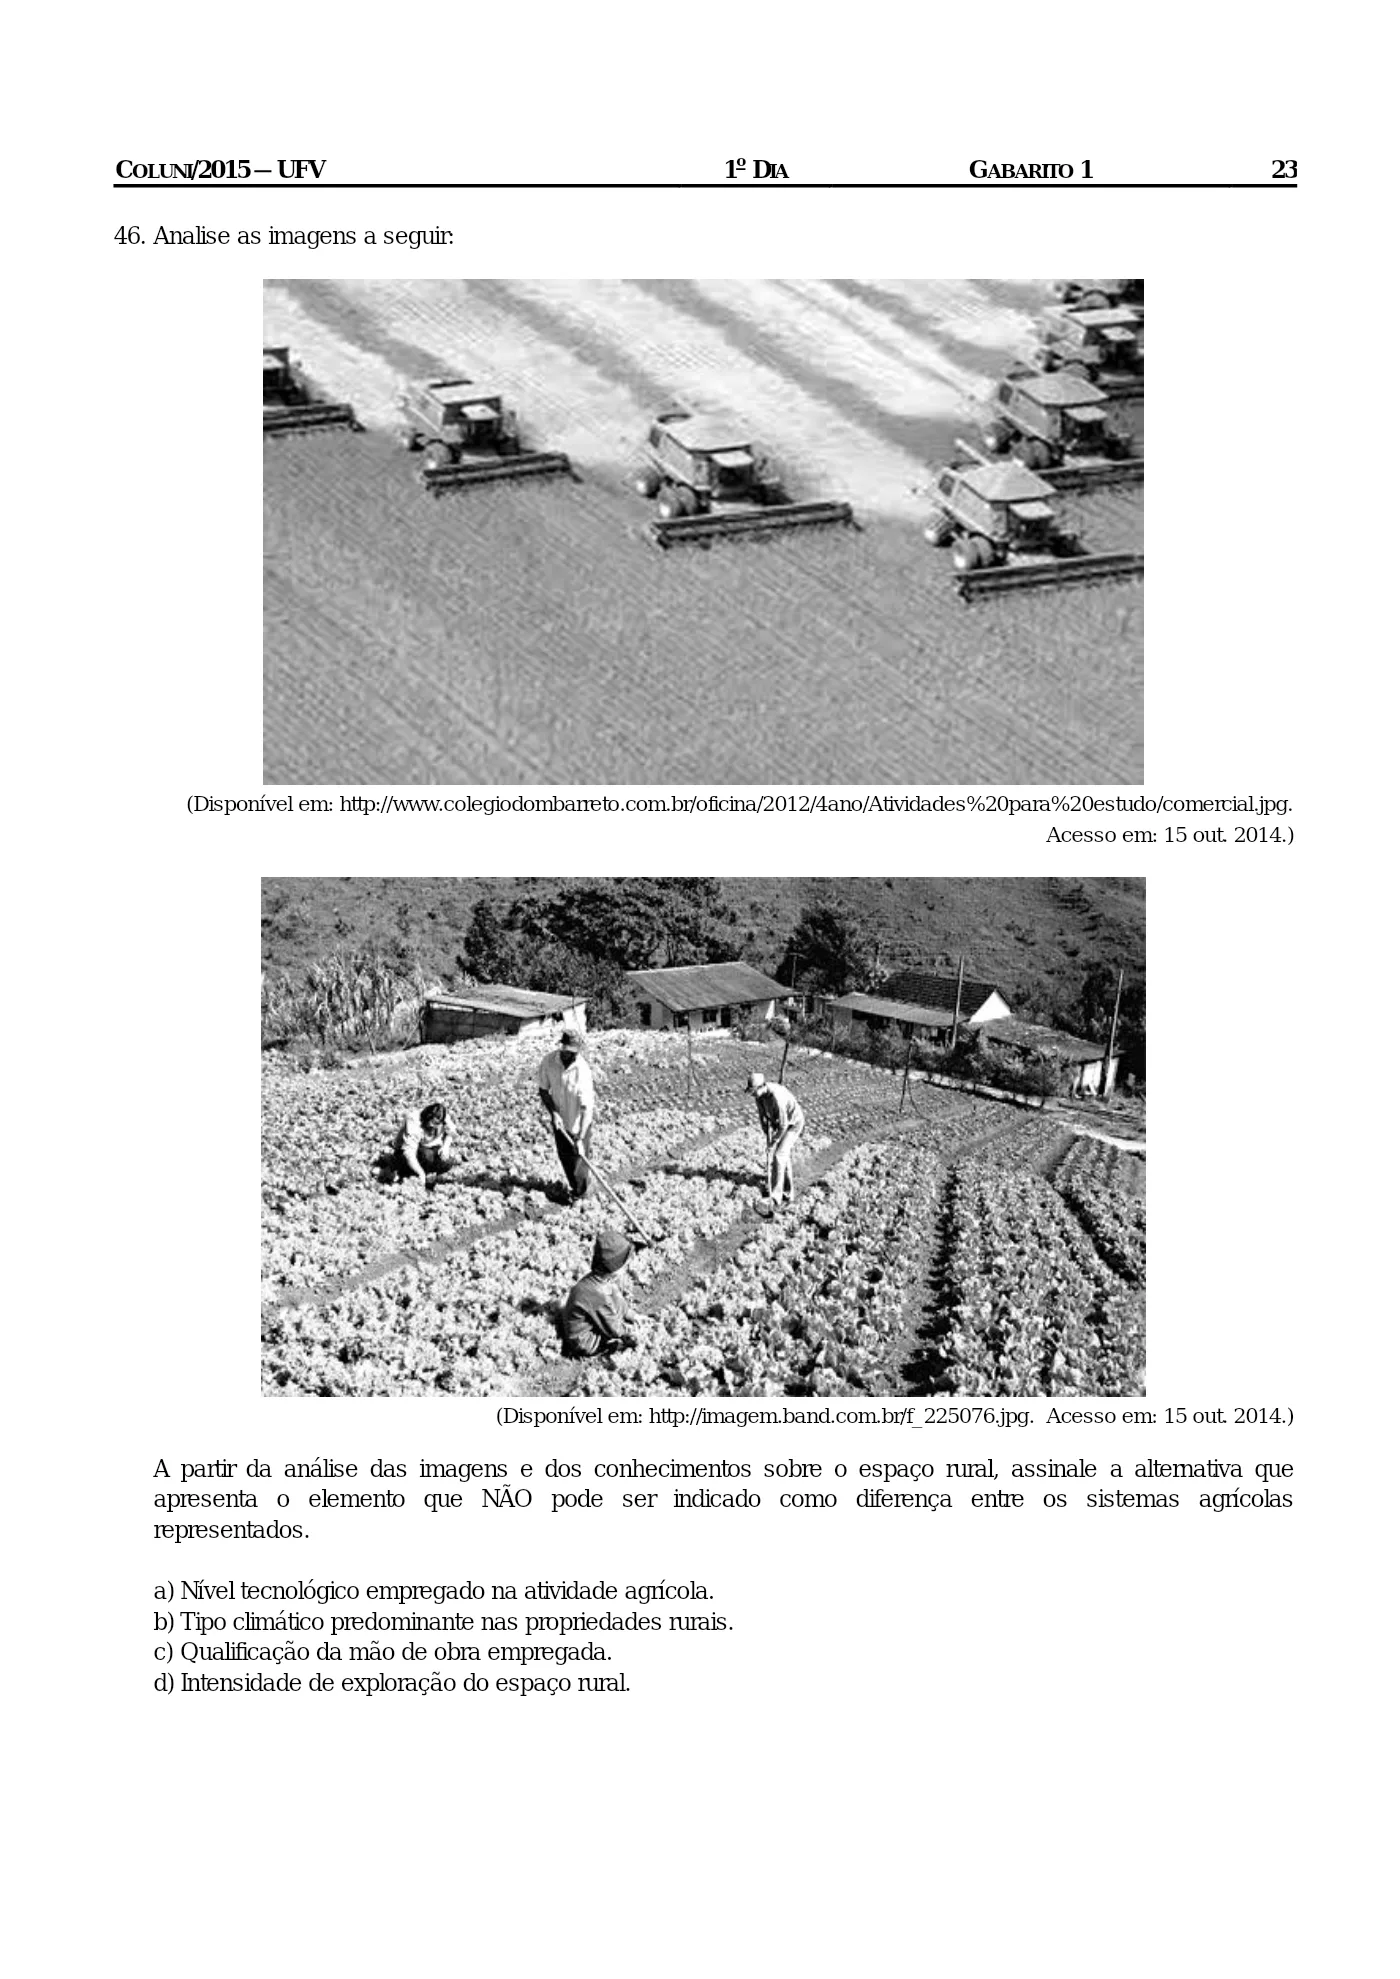 COLUNI/2015 — UFV 1º DIA GABARITO 1 23
46. Analise as imagens a seguir:
(Disponível em: http://www.colegiodombarreto.com.br/oficina/2012/4ano/Atividades%20para%20estudo/comercial.jpg.
Acesso em: 15 out. 2014.)
(Disponível em: http://imagem.band.com.br/f_225076.jpg. Acesso em: 15 out. 2014.)
A partir da análise das imagens e dos conhecimentos sobre o espaço rural, assinale a alternativa que
apresenta o elemento que NÃO pode ser indicado como diferença entre os sistemas agrícolas
representados.
a) Nível tecnológico empregado na atividade agrícola.
b) Tipo climático predominante nas propriedades rurais.
c) Qualificação da mão de obra empregada.
d) Intensidade de exploração do espaço rural.